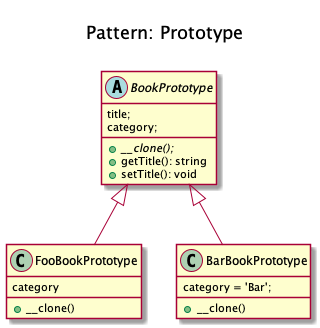 Pattern: Prototype
A BookPrototype
title;
category;
__clone();
getTitle(): string
setTitle(): void
C FooBookPrototype
category
__clone()
C BarBookPrototype
category = 'Bar';
__clone()